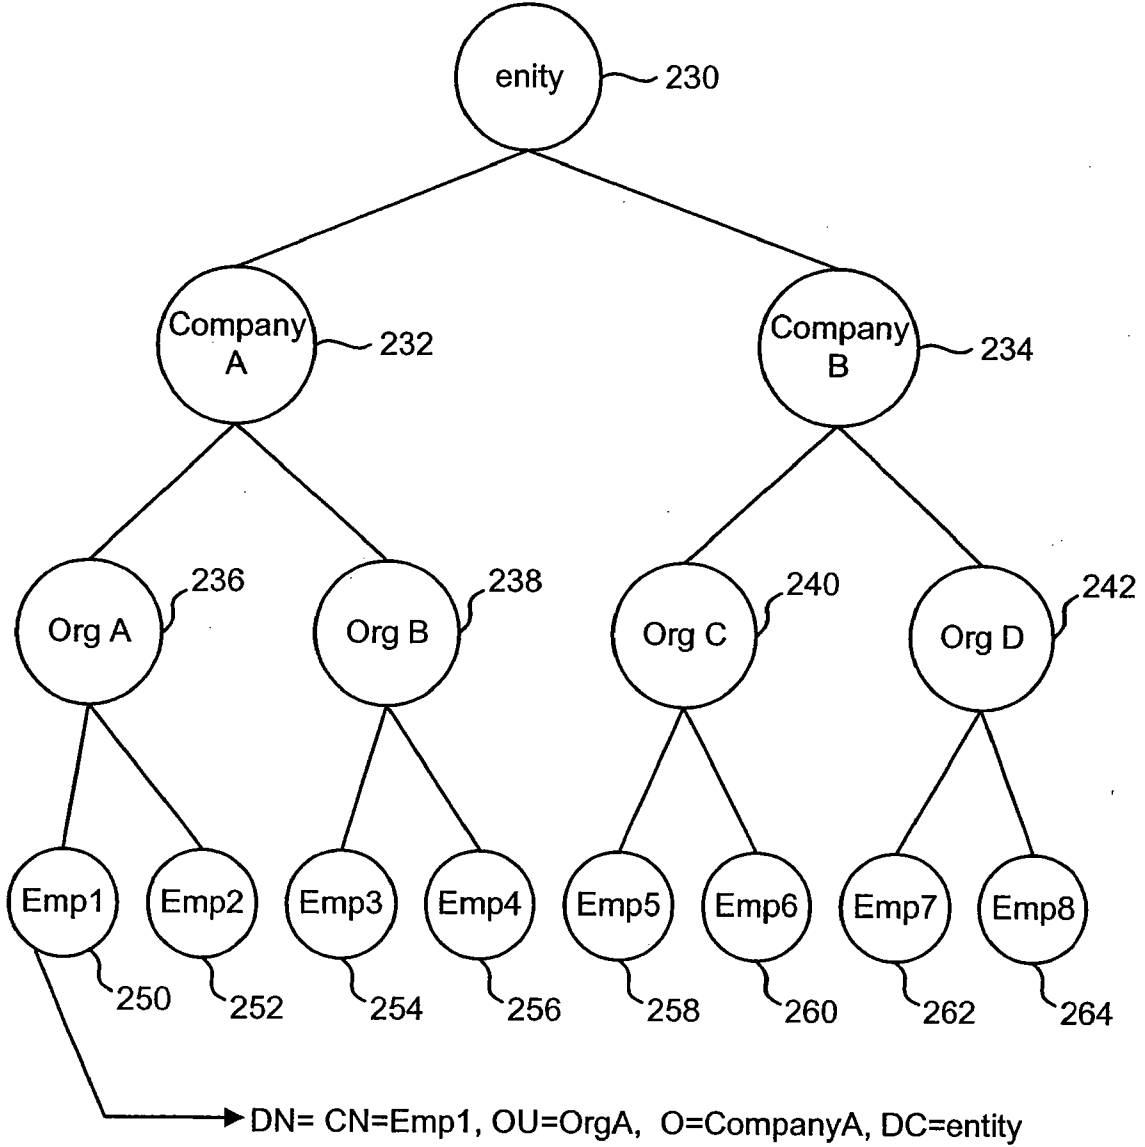 enity
230
Company
A
232
Company
B
234
Org A
236
Org B
238
Org C
240
Org D
242
Emp1
Emp2
Emp3
Emp4
Emp5
Emp6
Emp7
Emp8
250
252
254
256
258
260
262
264
DN= CN=Emp1, OU=OrgA, O=CompanyA, DC=entity